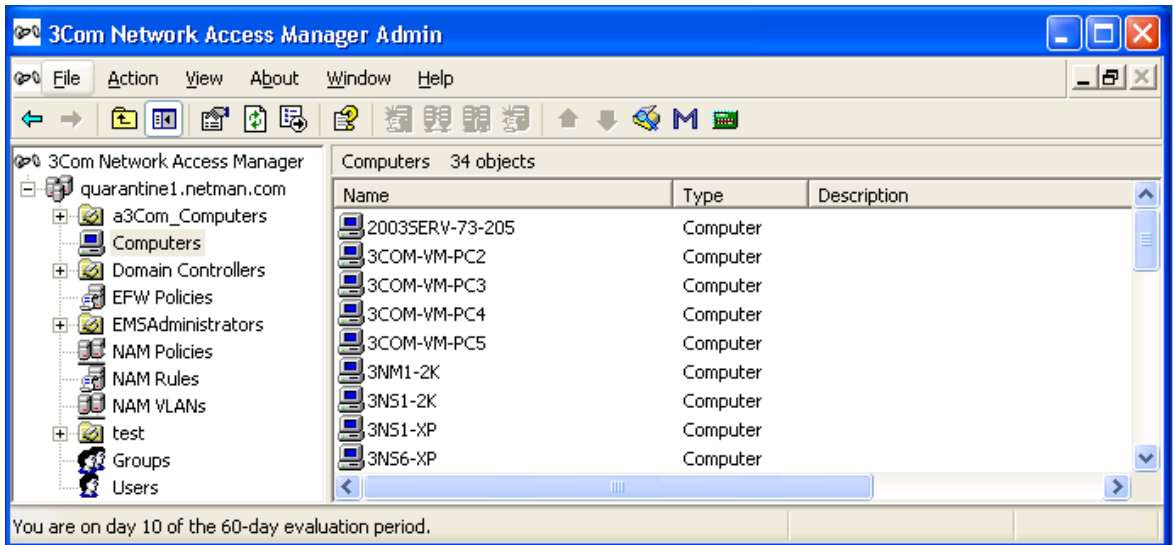 3Com Network Access Manager Admin
File Action View About Window Help
M
3Com Network Access Manager
quarantine1.netman.com
a3Com_Computers
Computers
Domain Controllers
EFW Policies
EMSAdministrators
NAM Policies
NAM Rules
NAM VLANs
test
Groups
Users
Computers 34 objects
Name Type Description
2003SERV-73-205 Computer
3COM-VM-PC2 Computer
3COM-VM-PC3 Computer
3COM-VM-PC4 Computer
3COM-VM-PC5 Computer
3NM1-2K Computer
3NS1-2K Computer
3NS1-XP Computer
3NS6-XP Computer
You are on day 10 of the 60-day evaluation period.